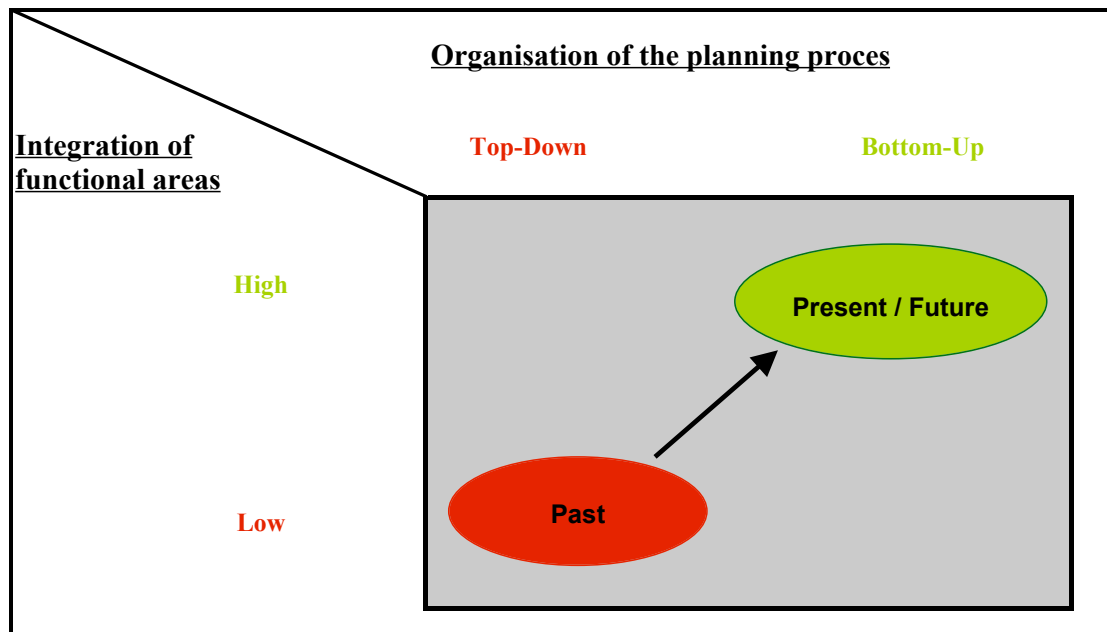 Organisation of the planning proces
Integration of
functional areas
Top-Down
Bottom-Up
High
Present / Future
Low
Past